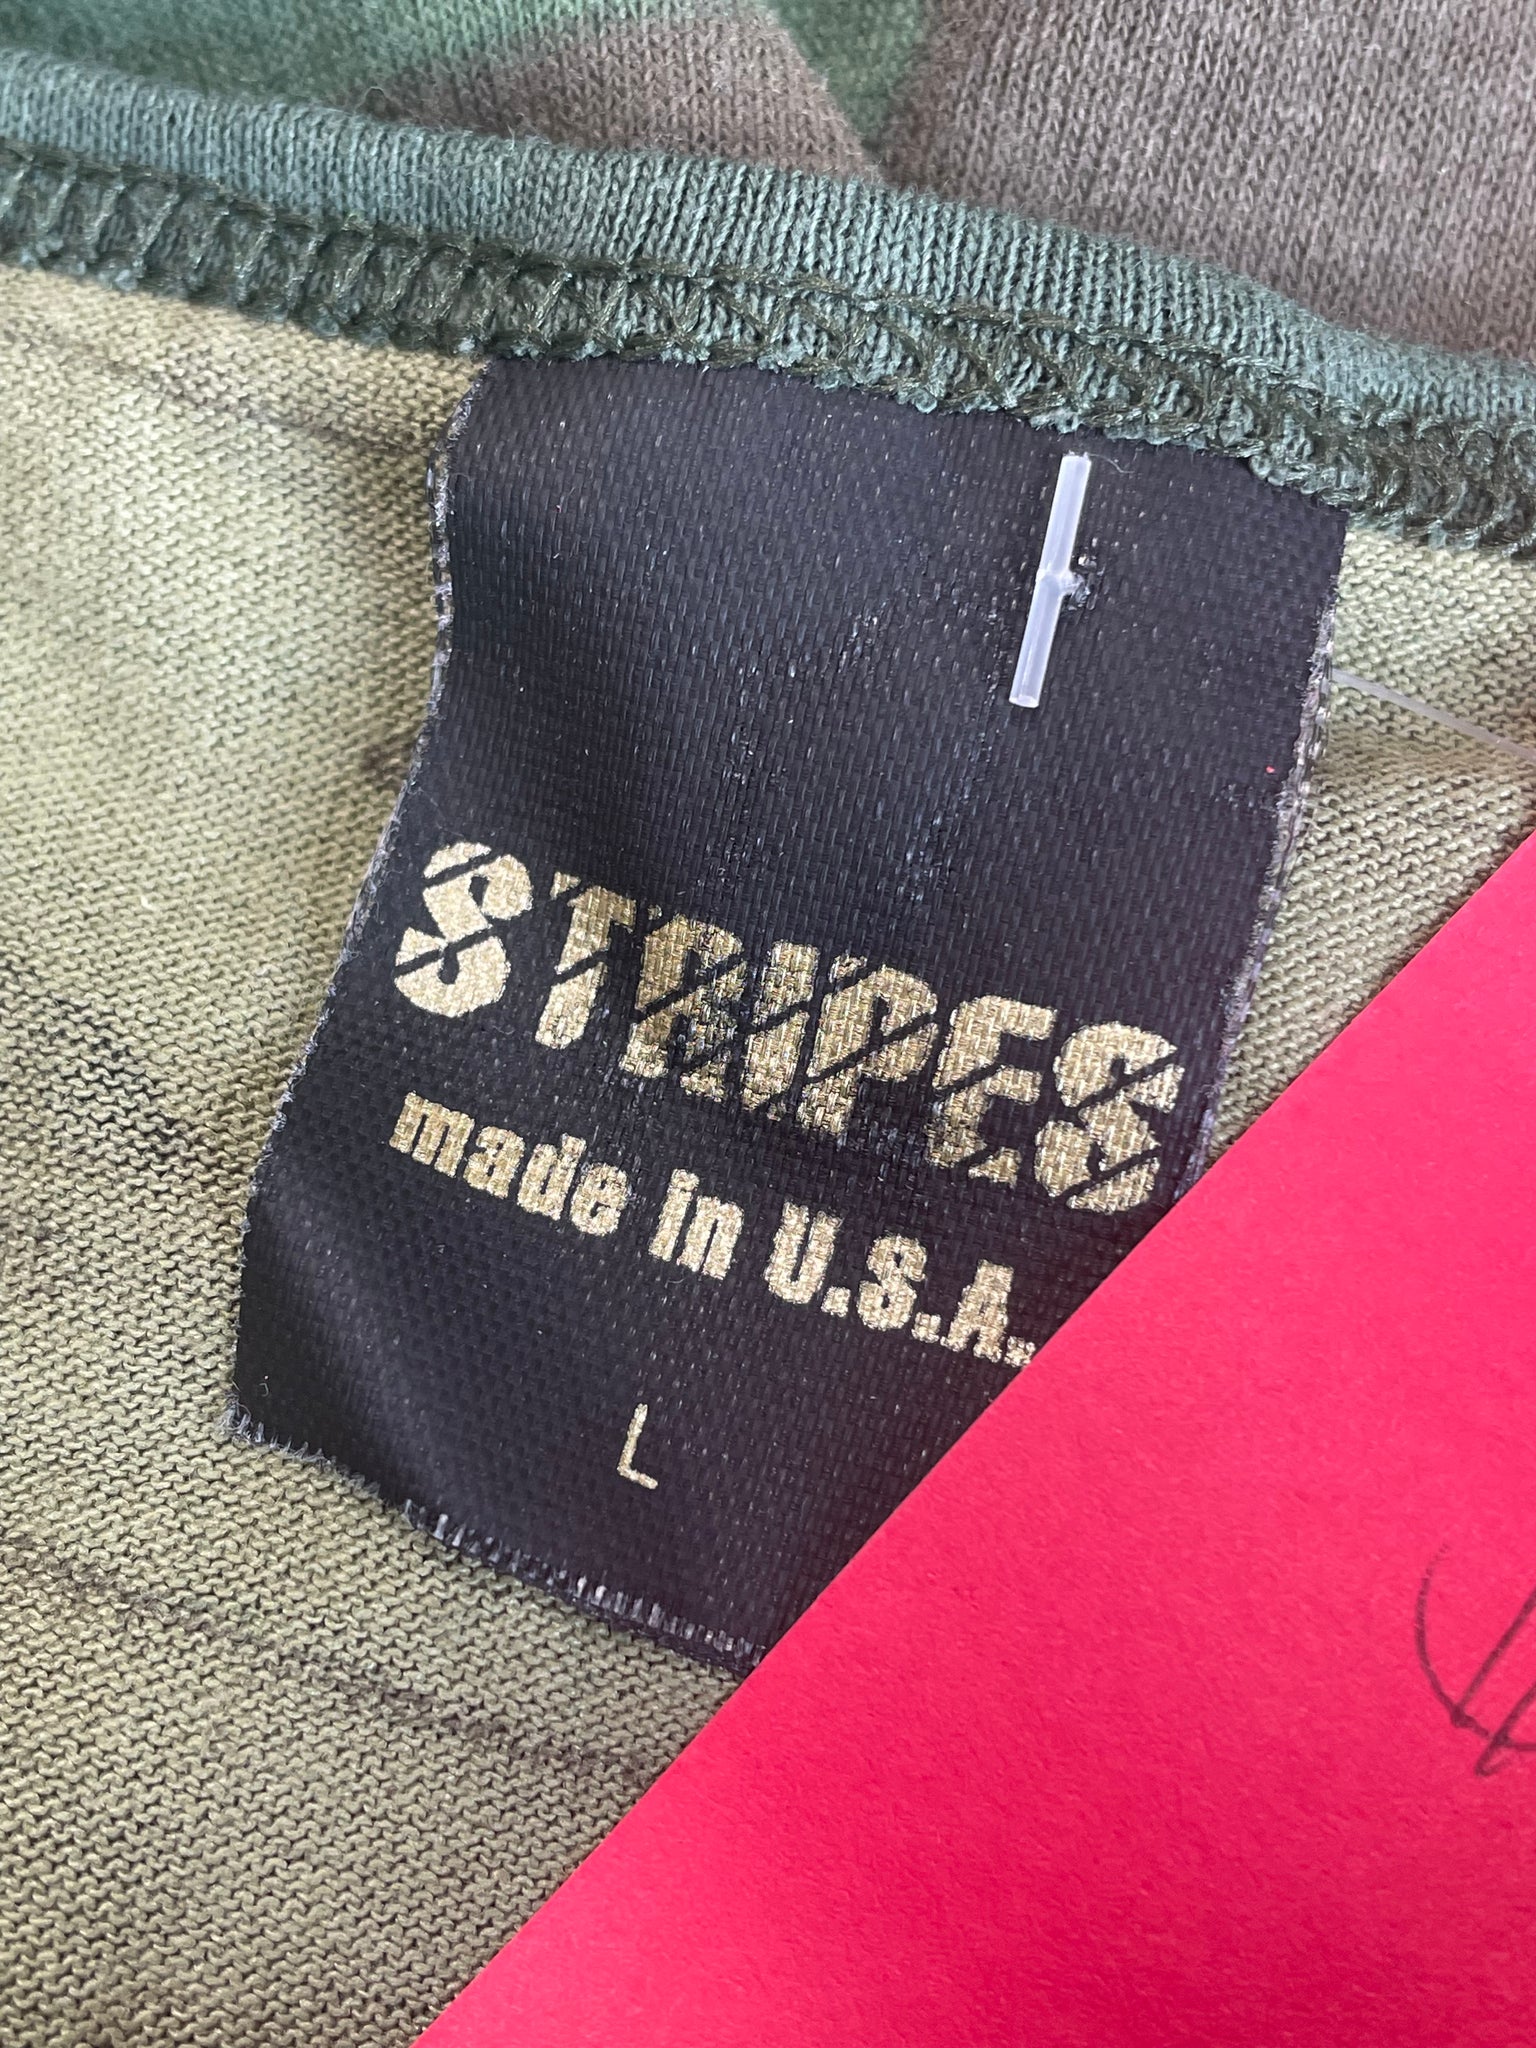 STRIPES
made in U.S.A.
L